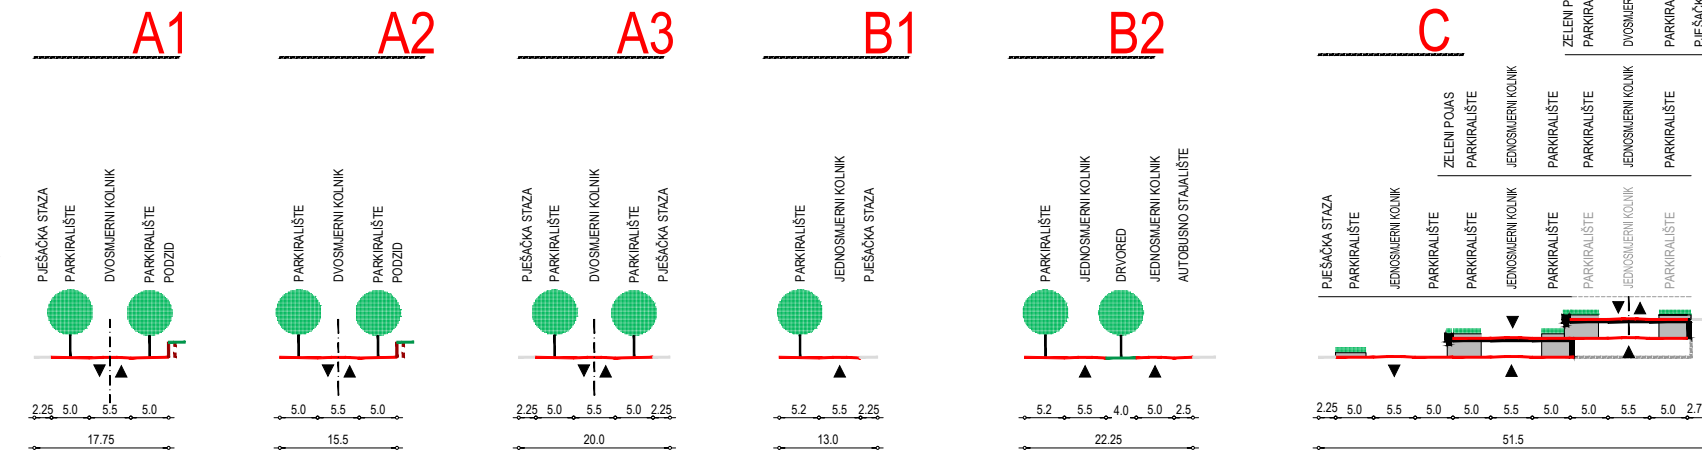 A1
PJEŠAČKA STAZA
PARKIRALIŠTE
DVOSMJERNI KOLNIK
PARKIRALIŠTE
PODZID
2.25 5.0 5.5 5.0
17.75
A2
PARKIRALIŠTE
DVOSMJERNI KOLNIK
PARKIRALIŠTE
PODZID
5.0 5.5 5.0
15.5
A3
PJEŠAČKA STAZA
PARKIRALIŠTE
DVOSMJERNI KOLNIK
PARKIRALIŠTE
PJEŠAČKA STAZA
2.25 5.0 5.5 5.0 2.25
20.0
B1
PARKIRALIŠTE
JEDNOSMJERNI KOLNIK
PJEŠAČKA STAZA
5.2 5.5 2.25
13.0
B2
PARKIRALIŠTE
JEDNOSMJERNI KOLNIK
DRVORED
JEDNOSMJERNI KOLNIK
AUTOBUSNO STAJALIŠTE
5.2 5.5 4.0 5.0 2.5
22.25
C
ZELENI P
PARKIRA
DVOSMJER
PARKIRA
PJEŠAČK
ZELENI POJAS
PARKIRALIŠTE
JEDNOSMJERNI KOLNIK
PARKIRALIŠTE
PARKIRALIŠTE
JEDNOSMJERNI KOLNIK
PARKIRALIŠTE
PJEŠAČKA STAZA
PARKIRALIŠTE
JEDNOSMJERNI KOLNIK
PARKIRALIŠTE
PARKIRALIŠTE
JEDNOSMJERNI KOLNIK
PARKIRALIŠTE
PARKIRALIŠTE
JEDNOSMJERNI KOLNIK
PARKIRALIŠTE
2.25 5.0 5.5 5.0 5.0 5.5 5.0 5.0 5.5 5.0 2.7
51.5